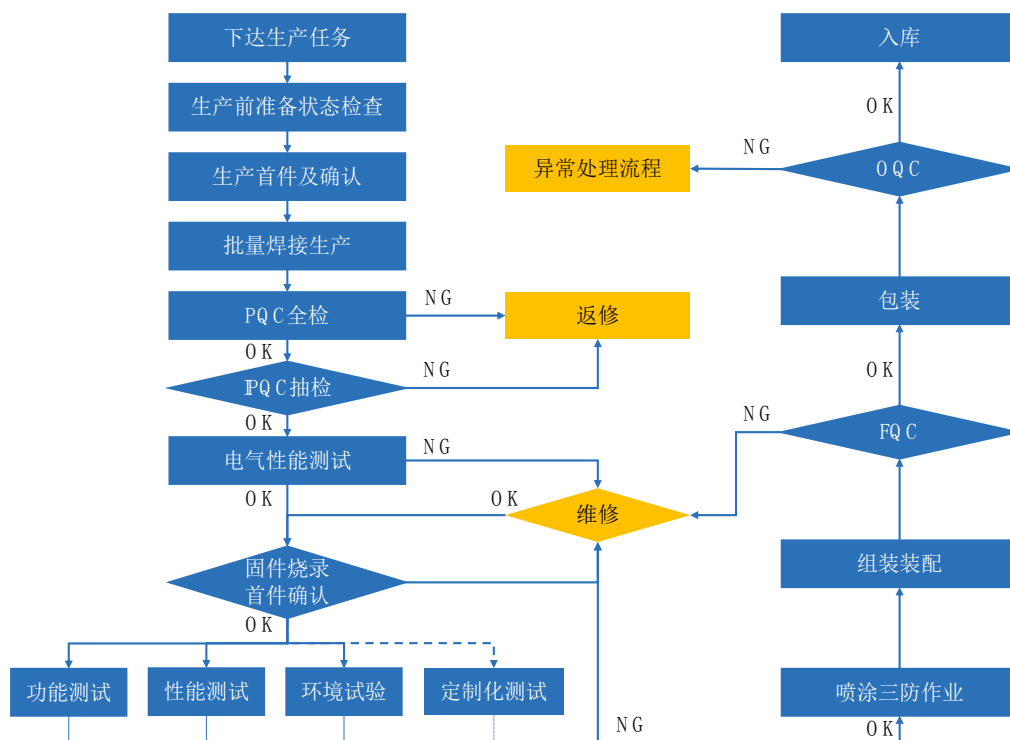 下达生产任务
生产前准备状态检查
生产首件及确认
批量焊接生产
PQC全检
NG
返修
OK
IPQC抽检
NG
OK
电气性能测试
NG
OK
OK
维修
固件烧录
首件确认
OK
功能测试
性能测试
环境试验
定制化测试
NG
入库
OK
OQC
NG
异常处理流程
包装
OK
FQC
NG
组装装配
喷涂三防作业
OK